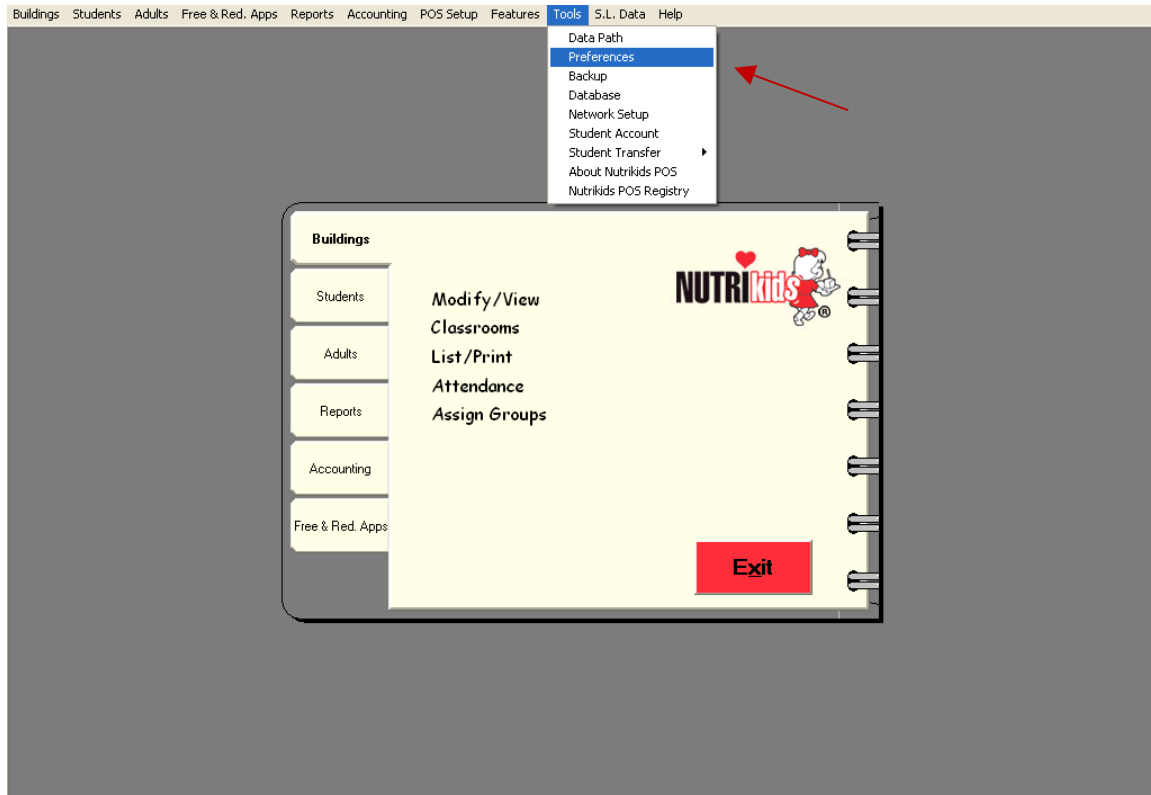 Buildings Students Adults Free & Red. Apps Reports Accounting POS Setup Features Tools S.L. Data Help
Data Path
Preferences
Backup
Database
Network Setup
Student Account
Student Transfer
About Nutrikids POS
Nutrikids POS Registry
Buildings
Students
Adults
Reports
Accounting
Free & Red. Apps
NUTRIkids®
Modify/View
Classrooms
List/Print
Attendance
Assign Groups
Exit